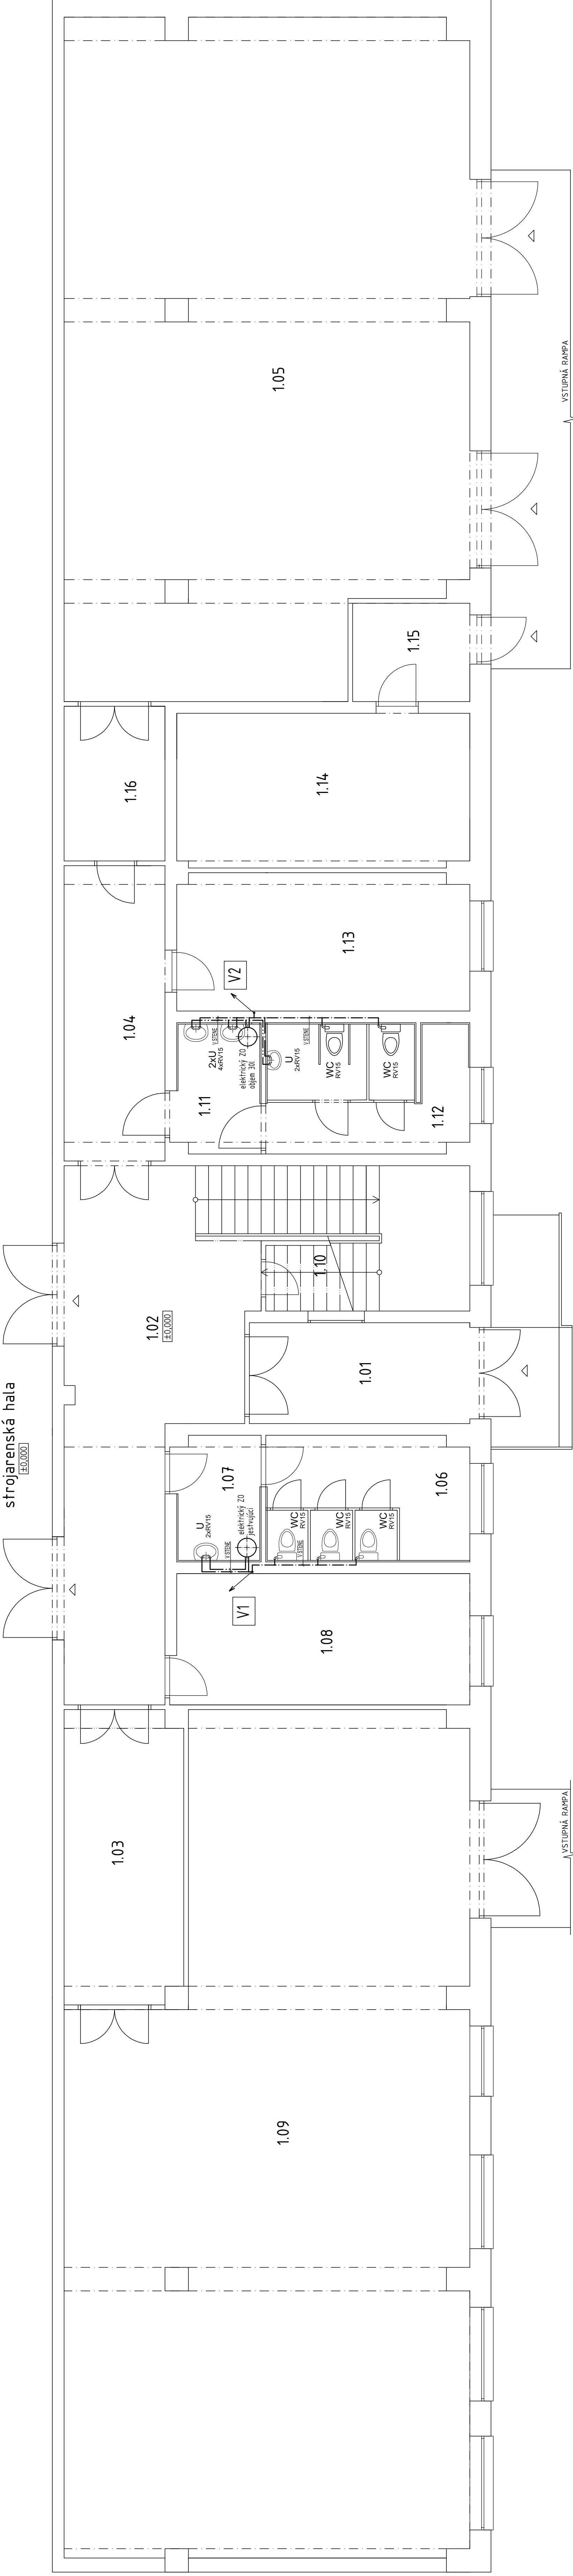 strojarenská hala
±0,000
1.05
VSTUPNÁ RAMPA
1.15
1.16
1.14
1.13
1.04
V2
V STENE
2xU
4xRV15
elektrický ZO
objem 30l
U
2xRV15
V STENE
WC
RV15
WC
RV15
1.11
1.12
1.10
1.02
±0,000
1.01
1.07
U
2xRV15
V STENE
elektrický ZO
jestvujúci
1.06
WC
RV15
V STENE
WC
RV15
WC
RV15
V1
1.08
1.03
VSTUPNÁ RAMPA
1.09